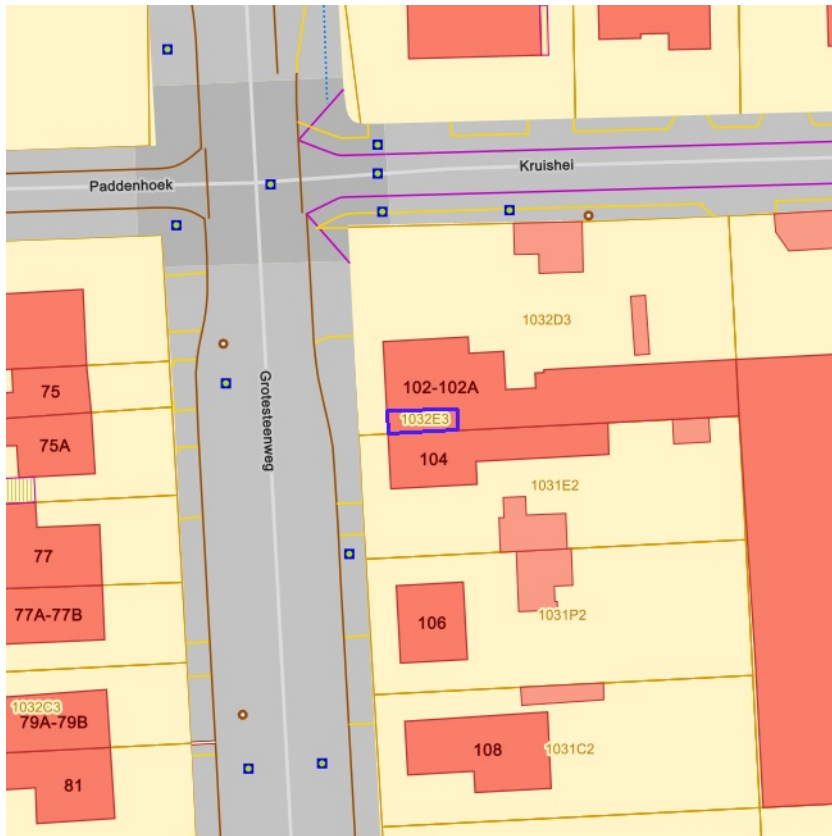 Kruishei
Paddenhoek
1032D3
Grotesteenweg
75
102-102A
1032E3
75A
104
1031E2
77
77A-77B
106
1031P2
1032C3
79A-79B
108
1031C2
81